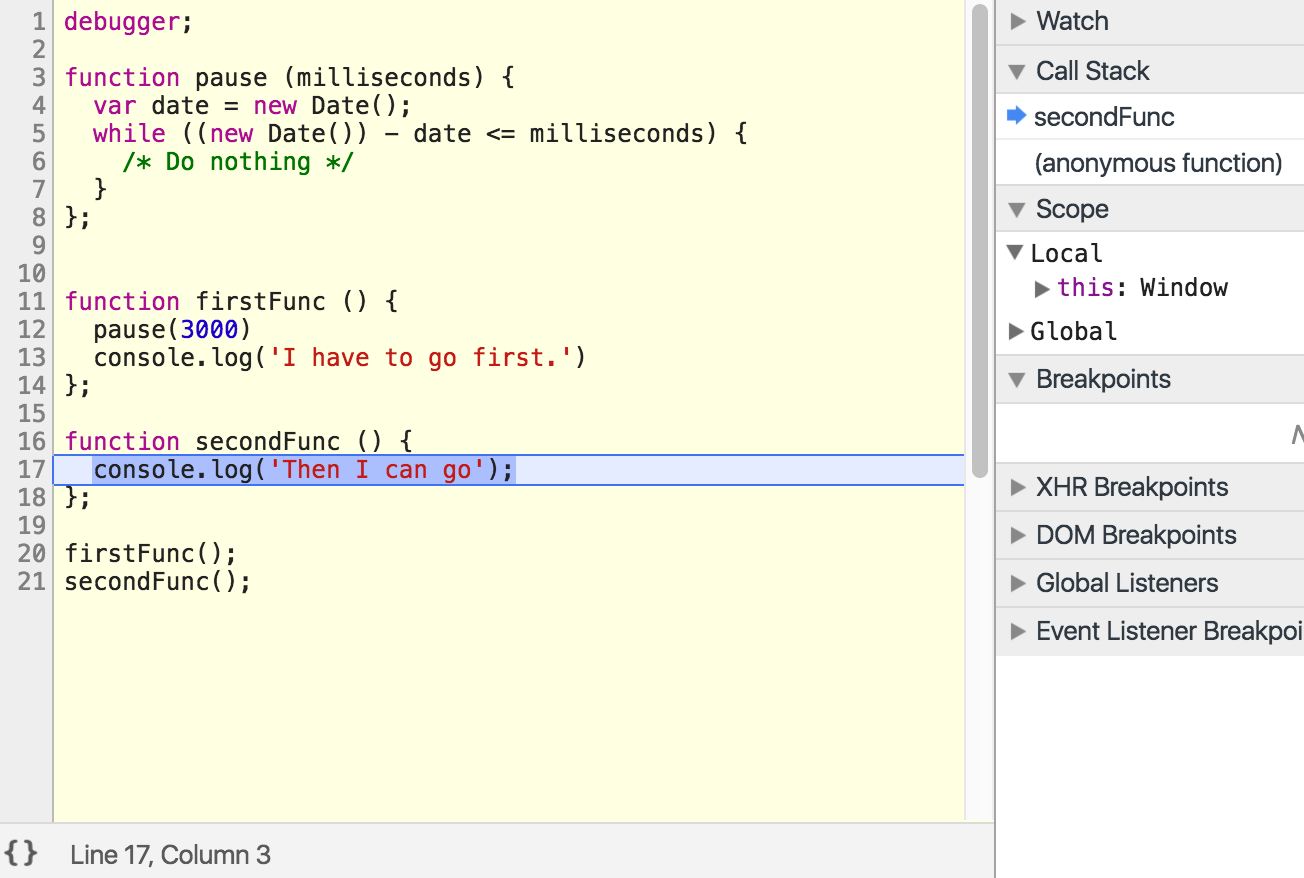 1 debugger;
2
3 function pause (milliseconds) {
4   var date = new Date();
5   while ((new Date()) - date <= milliseconds) {
6     /* Do nothing */
7   }
8 };
9
10
11 function firstFunc () {
12   pause(3000)
13   console.log('I have to go first.')
14 };
15
16 function secondFunc () {
17   console.log('Then I can go');
18 };
19
20 firstFunc();
21 secondFunc();
{} Line 17, Column 3
Watch
Call Stack
secondFunc
(anonymous function)
Scope
Local
this: Window
Global
Breakpoints
N
XHR Breakpoints
DOM Breakpoints
Global Listeners
Event Listener Breakpoi